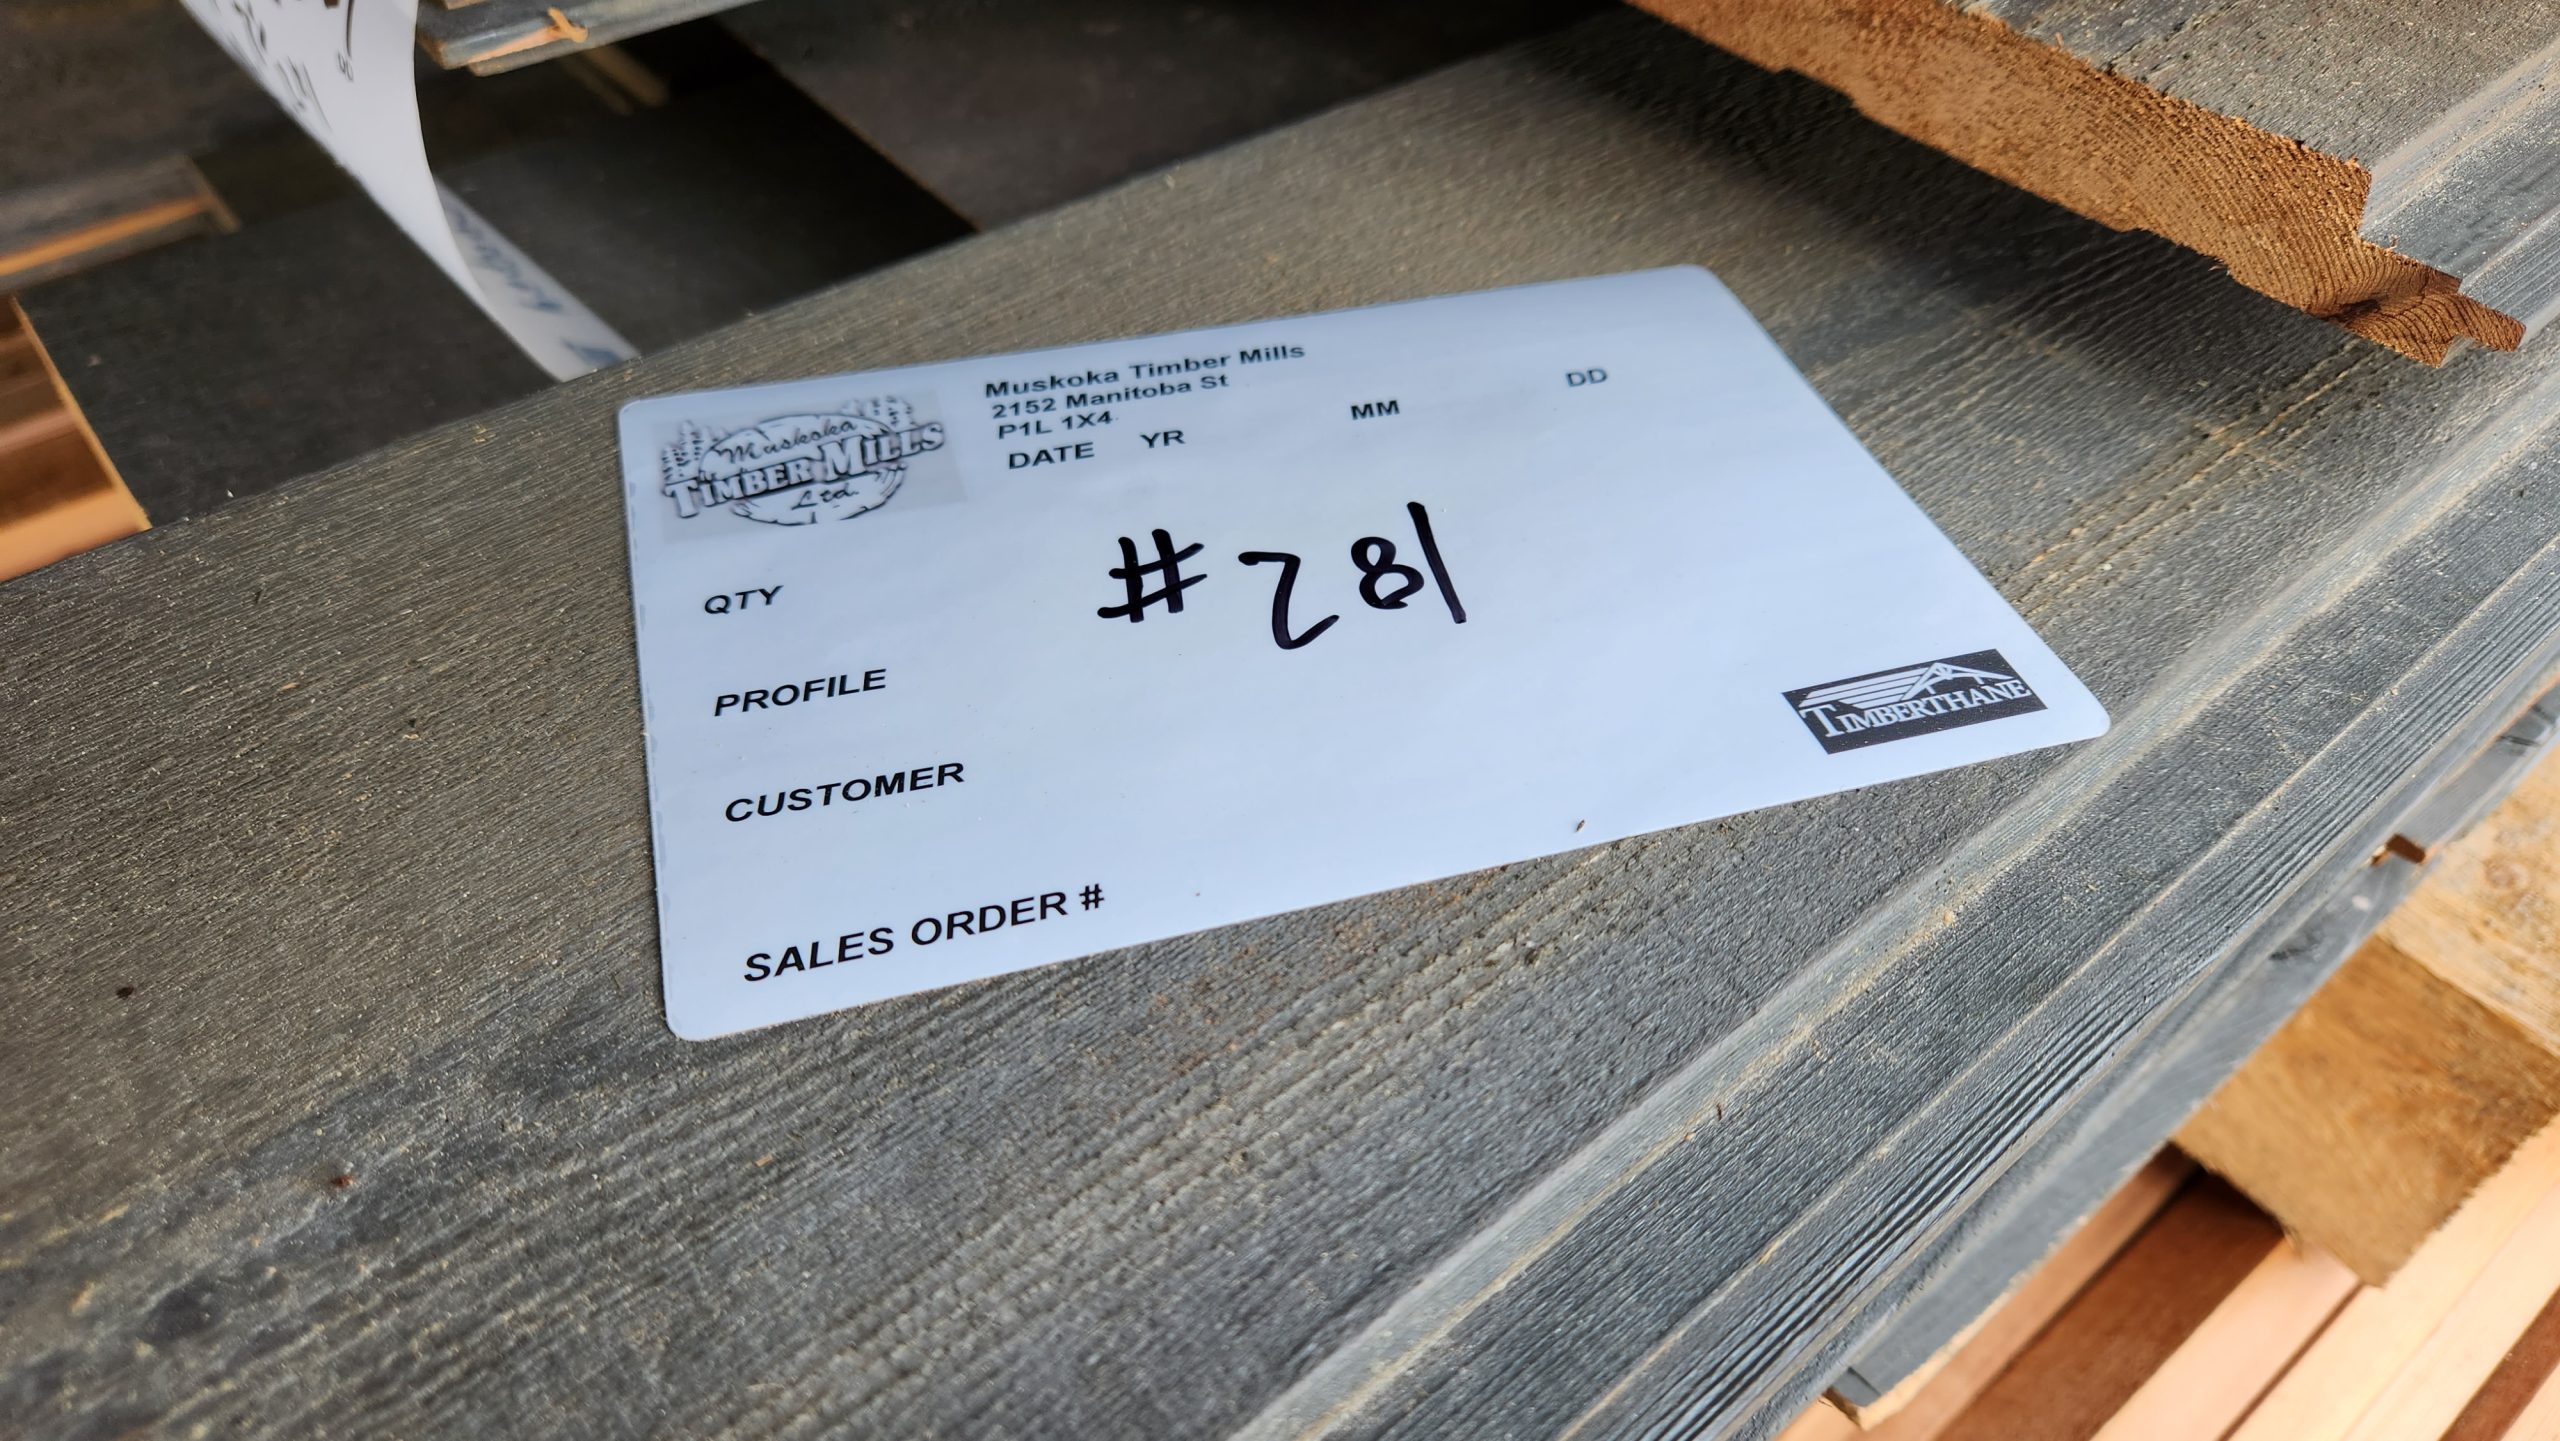 Muskoka
TIMBER MILLS
Ltd.
Muskoka Timber Mills
2152 Manitoba St
P1L 1X4
DATE YR MM DD
#281
QTY
PROFILE
CUSTOMER
SALES ORDER #
TIMBERTHANE